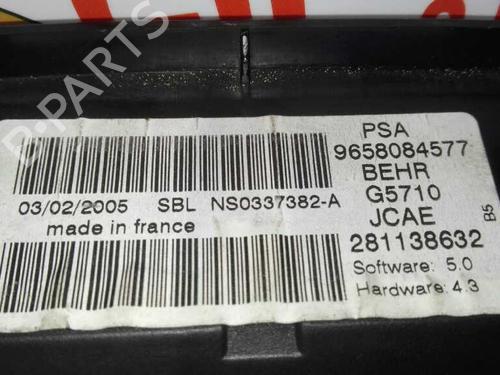 B-PARTS
PSA
9658084577
BEHR
G5710
JCAE
281138632
Software: 5.0
Hardware: 4.3
B5
03/02/2005 SBL NS0337382-A
made in france